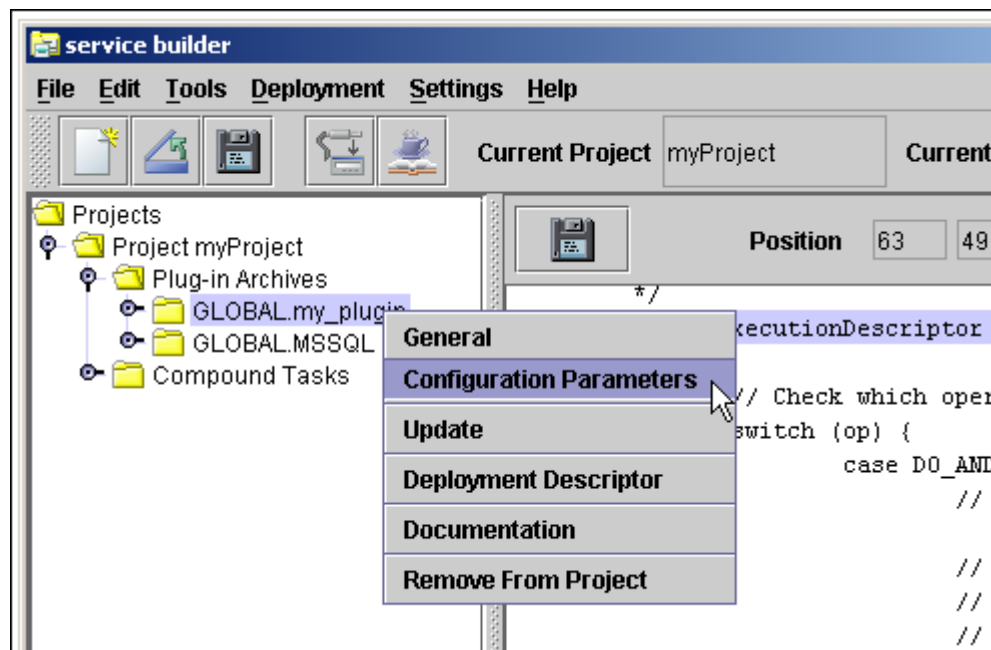 service builder
File Edit Tools Deployment Settings Help
Current Project myProject Current
Projects
Project myProject
Plug-in Archives
GLOBAL.my_plugin
GLOBAL.MSSQL
Compound Tasks
General
Configuration Parameters
Update
Deployment Descriptor
Documentation
Remove From Project
Position 63 49
*/
xecutionDescriptor
// Check which oper
switch (op) {
case DO_AND
//
//
//
//